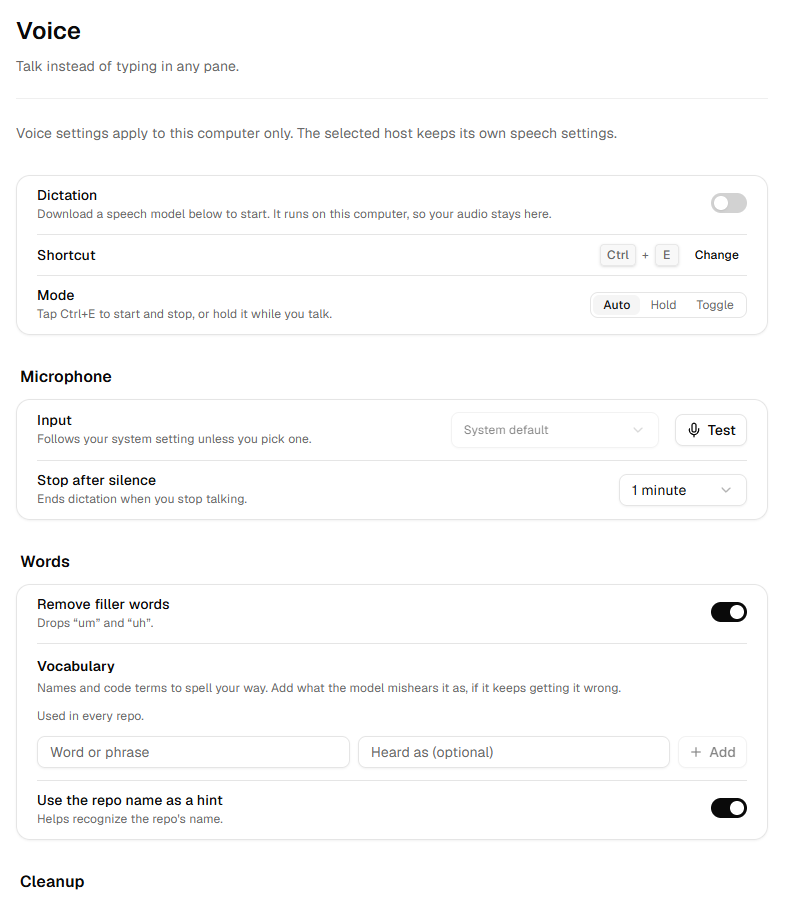 Voice
Talk instead of typing in any pane.
Voice settings apply to this computer only. The selected host keeps its own speech settings.
Dictation
Download a speech model below to start. It runs on this computer, so your audio stays here.
Shortcut
Ctrl + E Change
Mode
Tap Ctrl+E to start and stop, or hold it while you talk.
Auto Hold Toggle
Microphone
Input
Follows your system setting unless you pick one.
System default
Test
Stop after silence
Ends dictation when you stop talking.
1 minute
Words
Remove filler words
Drops “um” and “uh”.
Vocabulary
Names and code terms to spell your way. Add what the model mishears it as, if it keeps getting it wrong.
Used in every repo.
Word or phrase
Heard as (optional)
+ Add
Use the repo name as a hint
Helps recognize the repo's name.
Cleanup